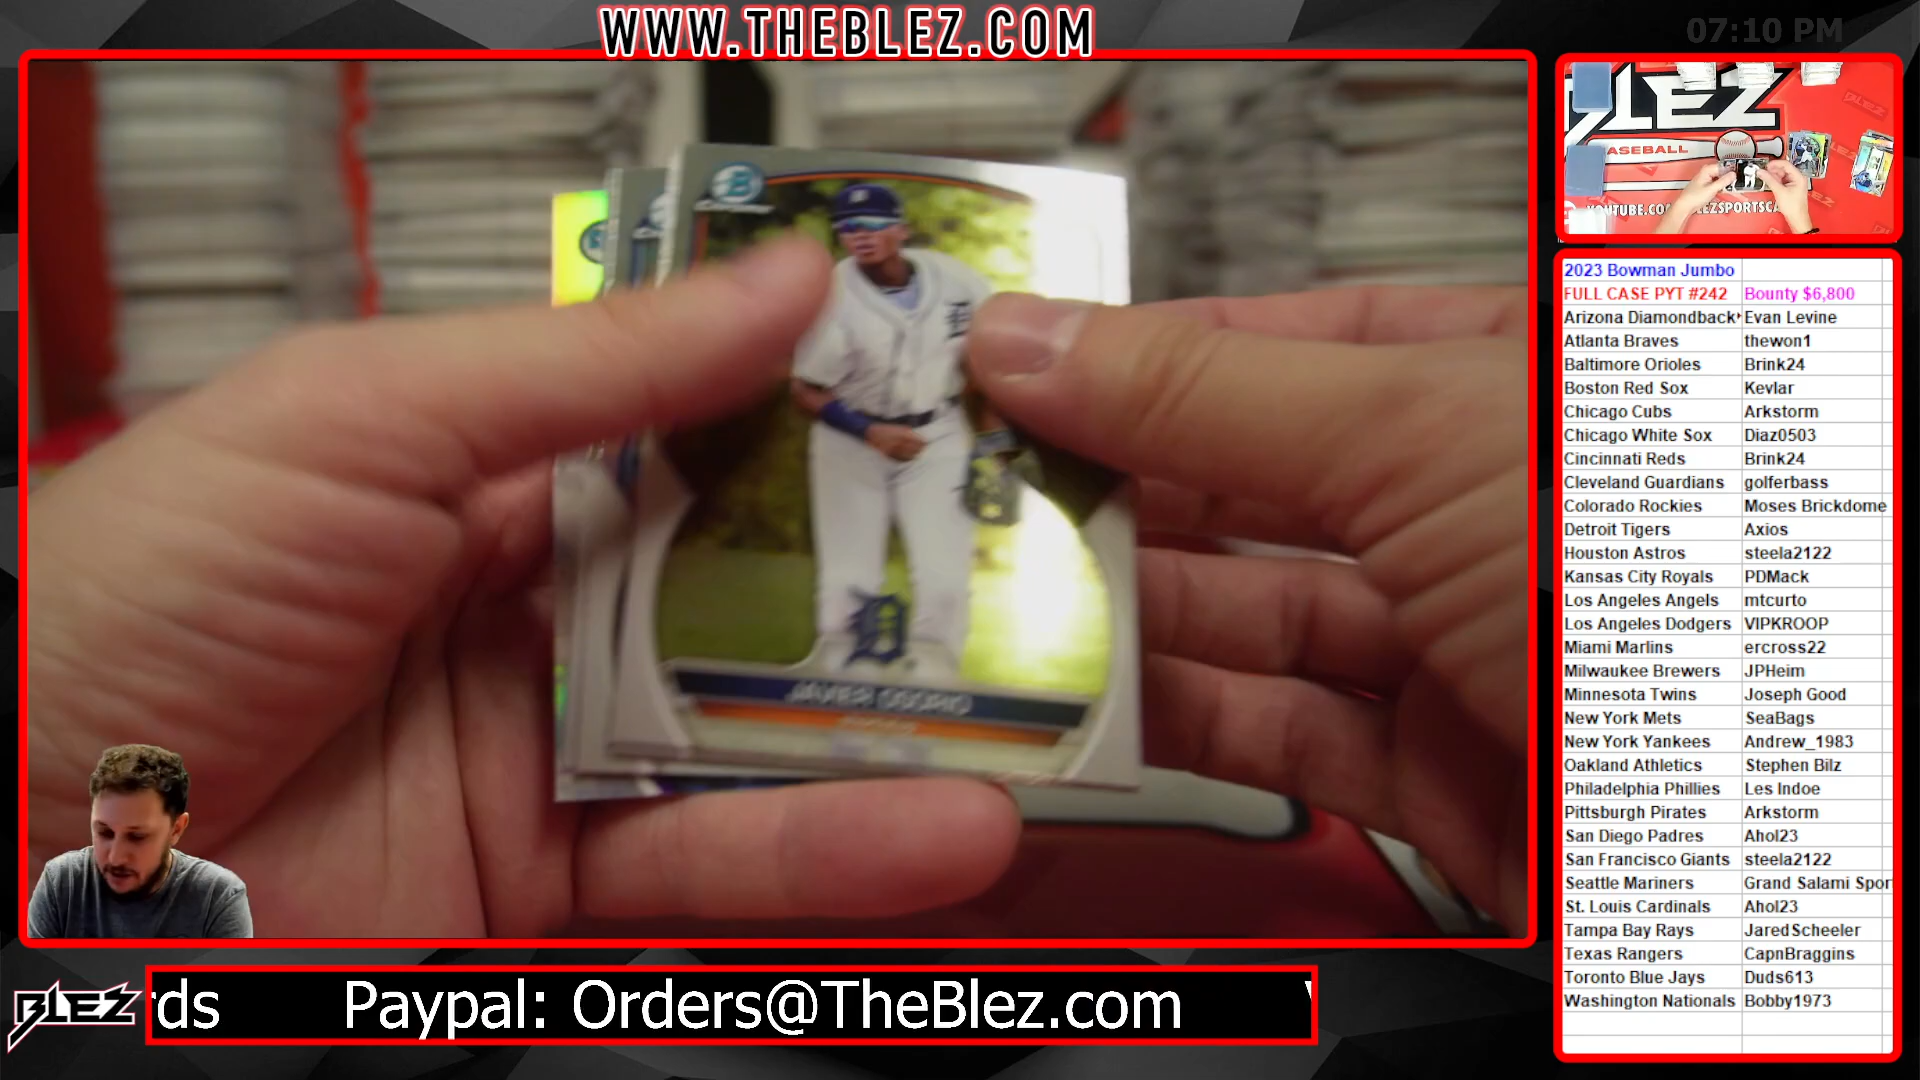 WWW.THEBLEZ.COM
07:10 PM
BLEZ
BASEBALL
2023 Bowman Jumbo
FULL CASE PYT #242 Bounty $6,800
Arizona Diamondback Evan Levine
Atlanta Braves thewon1
Baltimore Orioles Brink24
Boston Red Sox Kevlar
Chicago Cubs Arkstorm
Chicago White Sox Diaz0503
Cincinnati Reds Brink24
Cleveland Guardians golferbass
Colorado Rockies Moses Brickdome
Detroit Tigers Axios
Houston Astros steela2122
Kansas City Royals PDMack
Los Angeles Angels mtcurto
Los Angeles Dodgers VIPKROOP
Miami Marlins ercross22
Milwaukee Brewers JPHeim
Minnesota Twins Joseph Good
New York Mets SeaBags
New York Yankees Andrew_1983
Oakland Athletics Stephen Bilz
Philadelphia Phillies Les Indoe
Pittsburgh Pirates Arkstorm
San Diego Padres Ahol23
San Francisco Giants steela2122
Seattle Mariners Grand Salami Spor
St. Louis Cardinals Ahol23
Tampa Bay Rays JaredScheeler
Texas Rangers CapnBraggins
Toronto Blue Jays Duds613
Washington Nationals Bobby1973
JAVIER OSORIO
BLEZ
rds Paypal: Orders@TheBlez.com